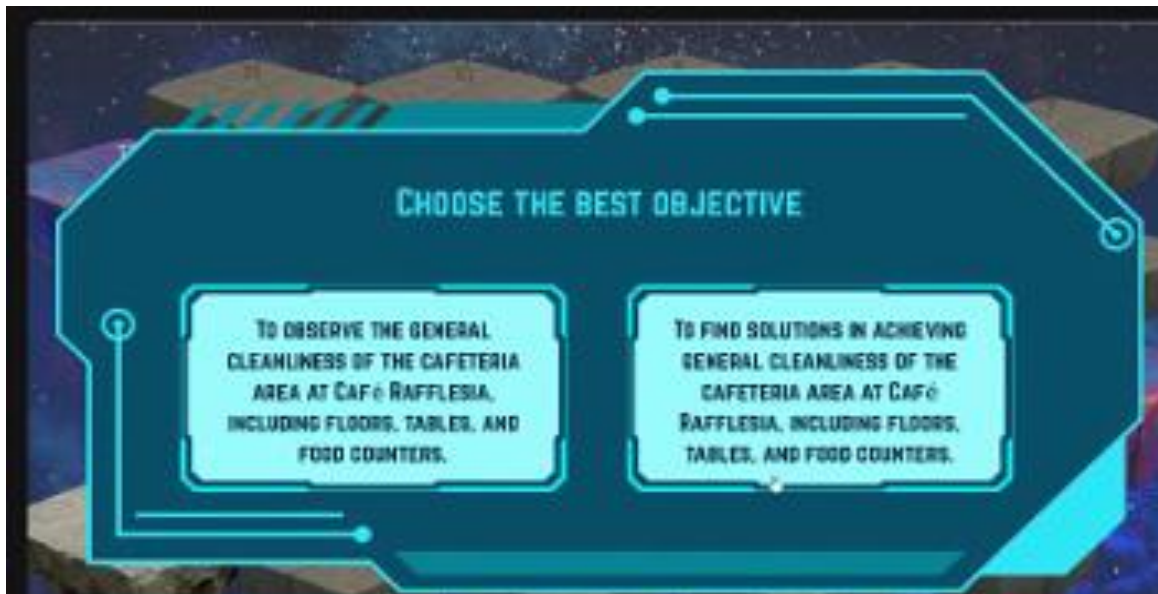 CHOOSE THE BEST OBJECTIVE
TO OBSERVE THE GENERAL
CLEANLINESS OF THE CAFETERIA
AREA AT CAFé RAFFLESIA,
INCLUDING FLOORS, TABLES, AND
FOOD COUNTERS.
TO FIND SOLUTIONS IN ACHIEVING
GENERAL CLEANLINESS OF THE
CAFETERIA AREA AT CAFé
RAFFLESIA, INCLUDING FLOORS,
TABLES, AND FOOD COUNTERS.